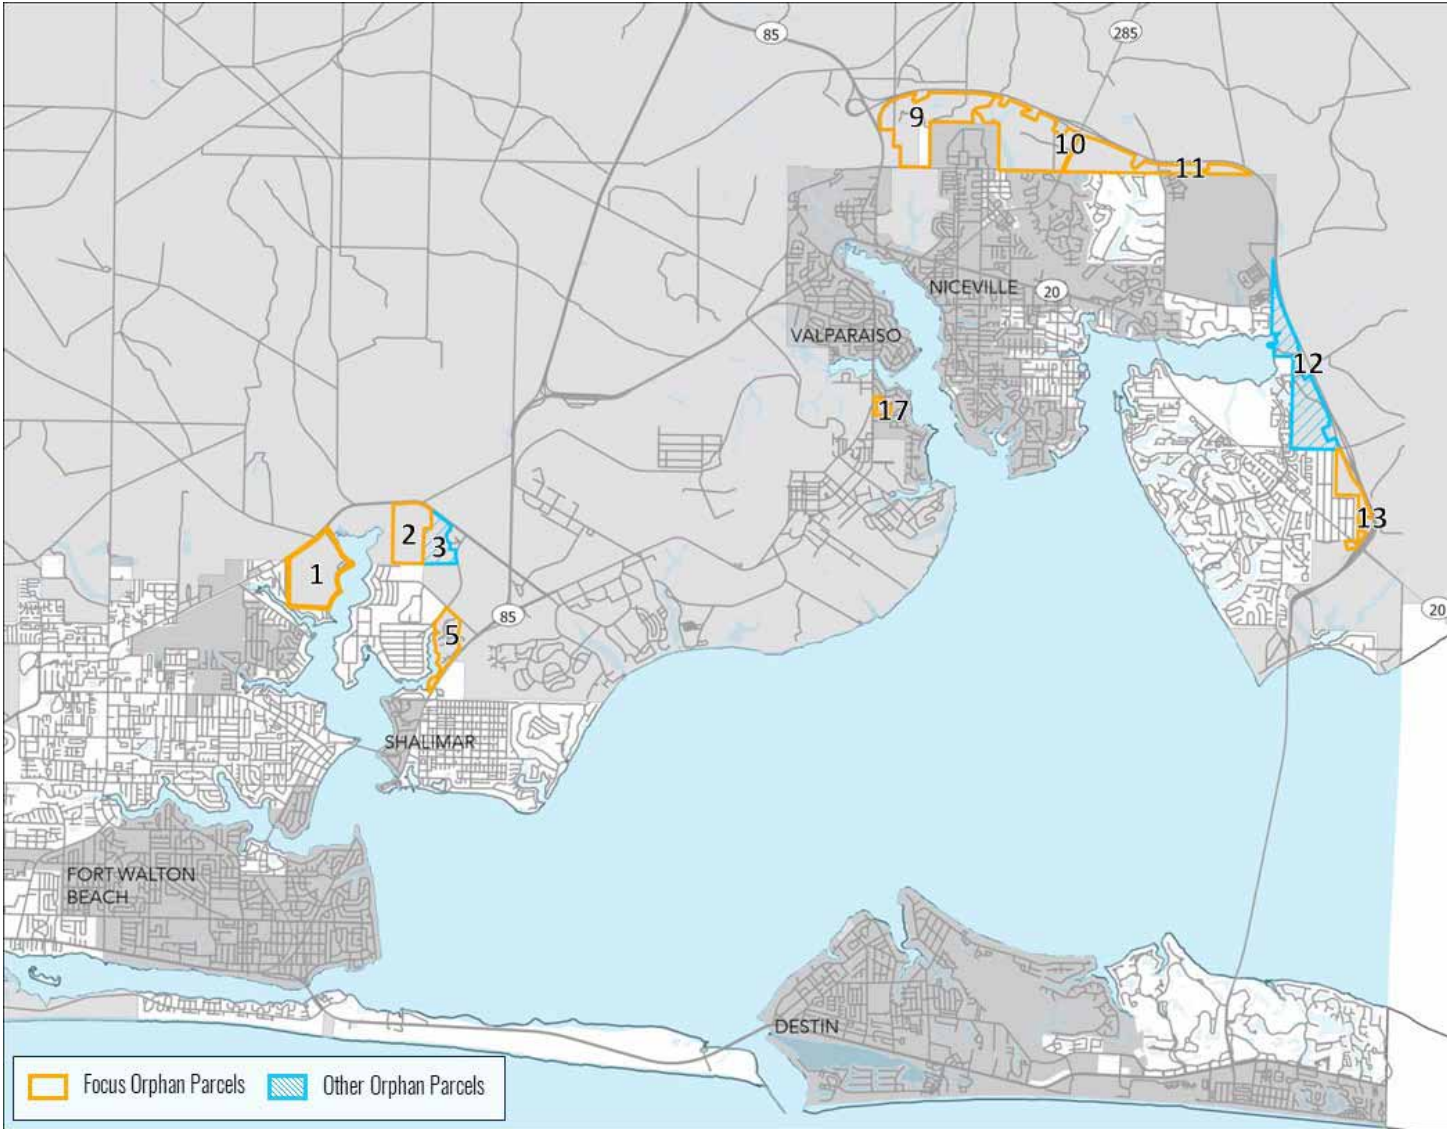 85
285
9
10
11
NICEVILLE
20
VALPARAISO
12
17
2
3
13
1
85
20
5
SHALIMAR
FORT WALTON
BEACH
DESTIN
Focus Orphan Parcels
Other Orphan Parcels